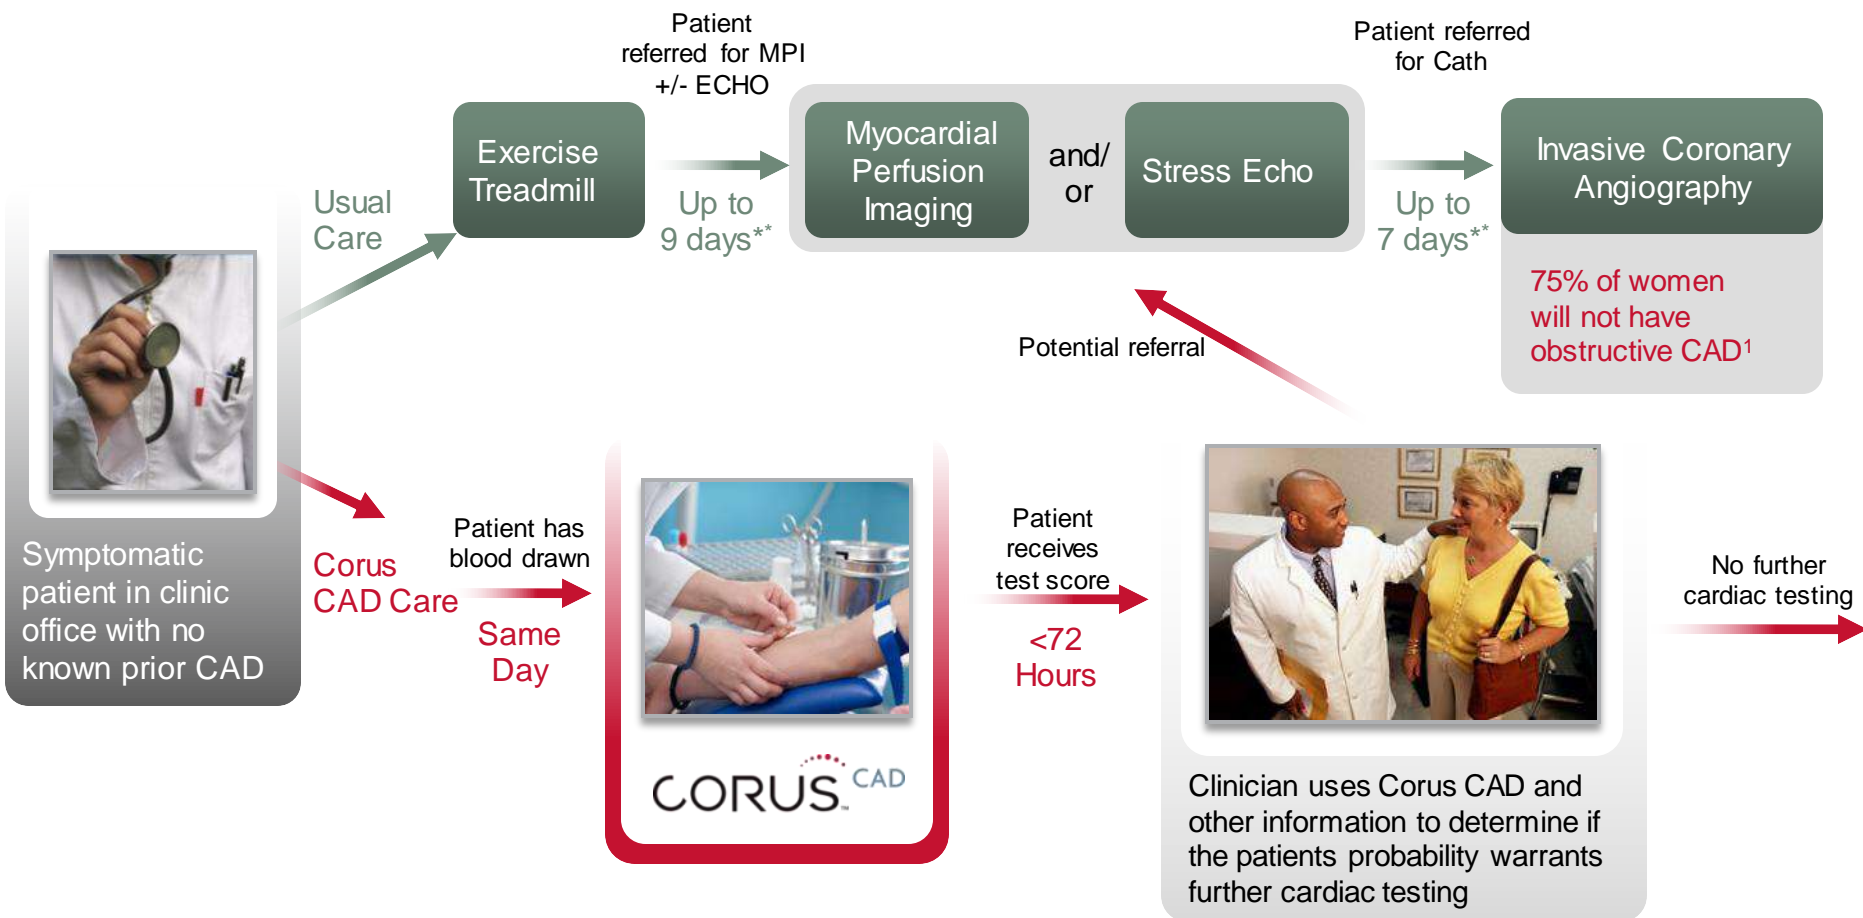 Patient
referred for MPI
+/- ECHO
Patient referred
for Cath
Exercise
Treadmill
Myocardial
Perfusion
Imaging
and/
or
Stress Echo
Invasive Coronary
Angiography
Usual
Care
Up to
9 days**
Up to
7 days**
75% of women
will not have
obstructive CAD¹
Potential referral
Symptomatic
patient in clinic
office with no
known prior CAD
Corus
CAD Care
Patient has
blood drawn
Same
Day
CORUS™ CAD
Patient
receives
test score
<72
Hours
Clinician uses Corus CAD and
other information to determine if
the patients probability warrants
further cardiac testing
No further
cardiac testing